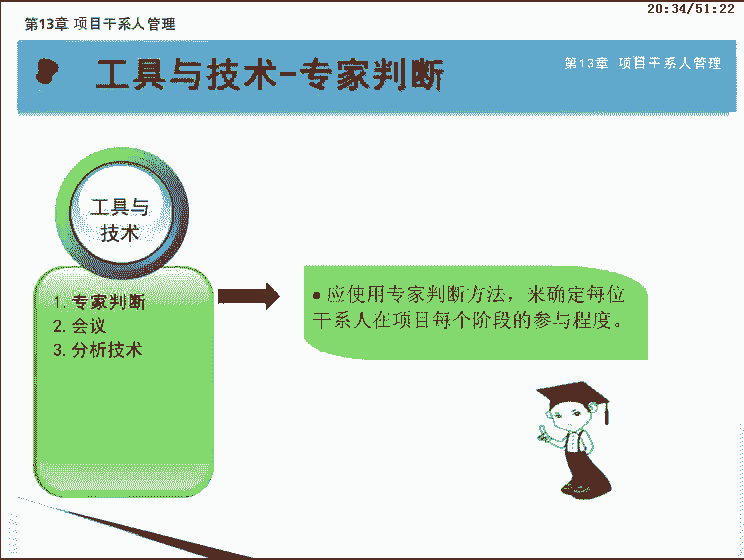 20:34/51:22
第13章 项目干系人管理
工具与技术-专家判断
第13章 项目干系人管理
工具与
技术
1. 专家判断
2. 会议
3. 分析技术
● 应使用专家判断方法，来确定每位
干系人在项目每个阶段的参与程度。